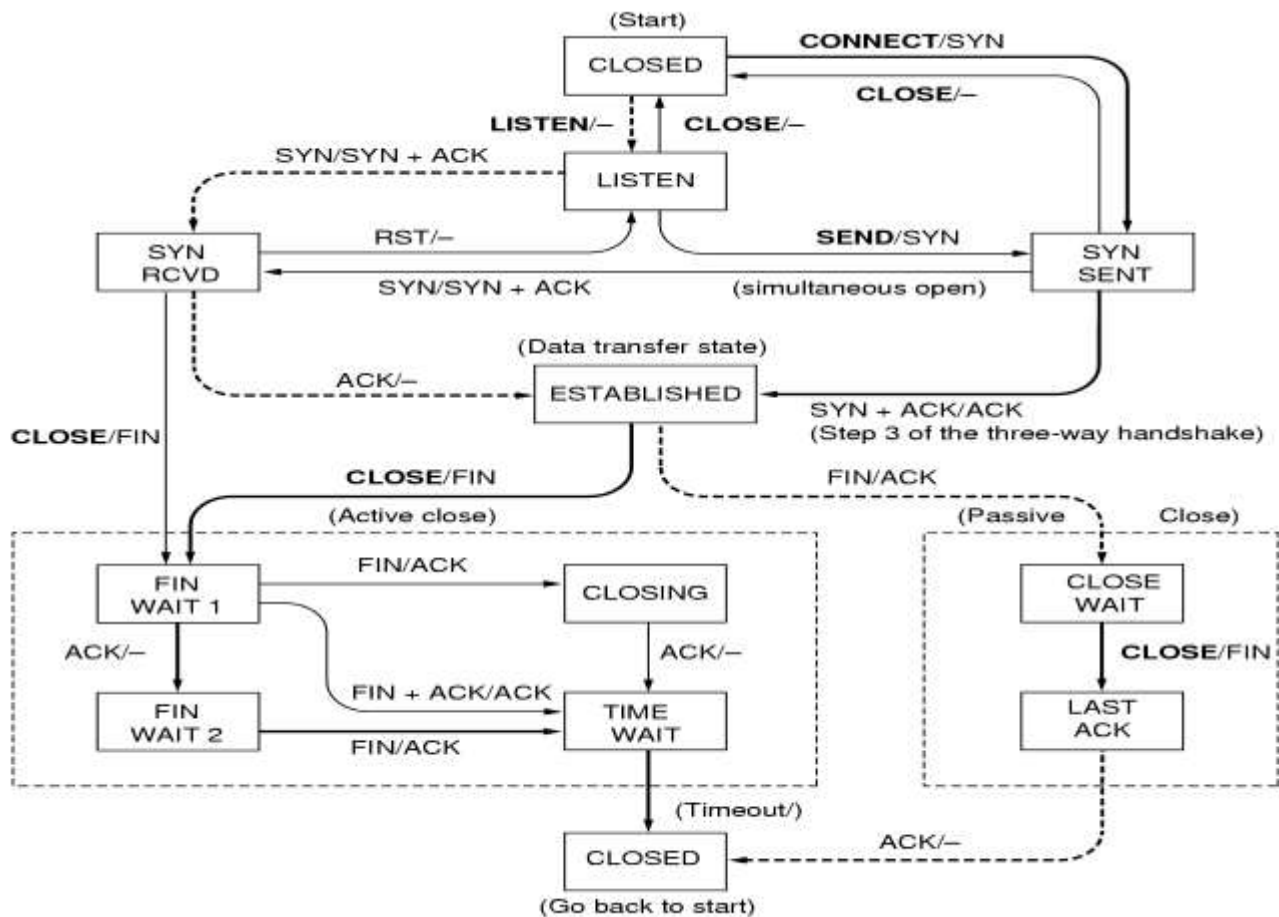 (Start)
CONNECT/SYN
CLOSED
CLOSE/–
LISTEN/–
CLOSE/–
SYN/SYN + ACK
LISTEN
RST/–
SEND/SYN
SYN
RCVD
SYN
SENT
SYN/SYN + ACK
(simultaneous open)
(Data transfer state)
ACK/–
ESTABLISHED
SYN + ACK/ACK
(Step 3 of the three-way handshake)
CLOSE/FIN
CLOSE/FIN
FIN/ACK
(Active close)
(Passive Close)
FIN/ACK
FIN
WAIT 1
CLOSING
CLOSE
WAIT
ACK/–
ACK/–
CLOSE/FIN
FIN + ACK/ACK
FIN
WAIT 2
TIME
WAIT
LAST
ACK
FIN/ACK
(Timeout/)
ACK/–
CLOSED
(Go back to start)